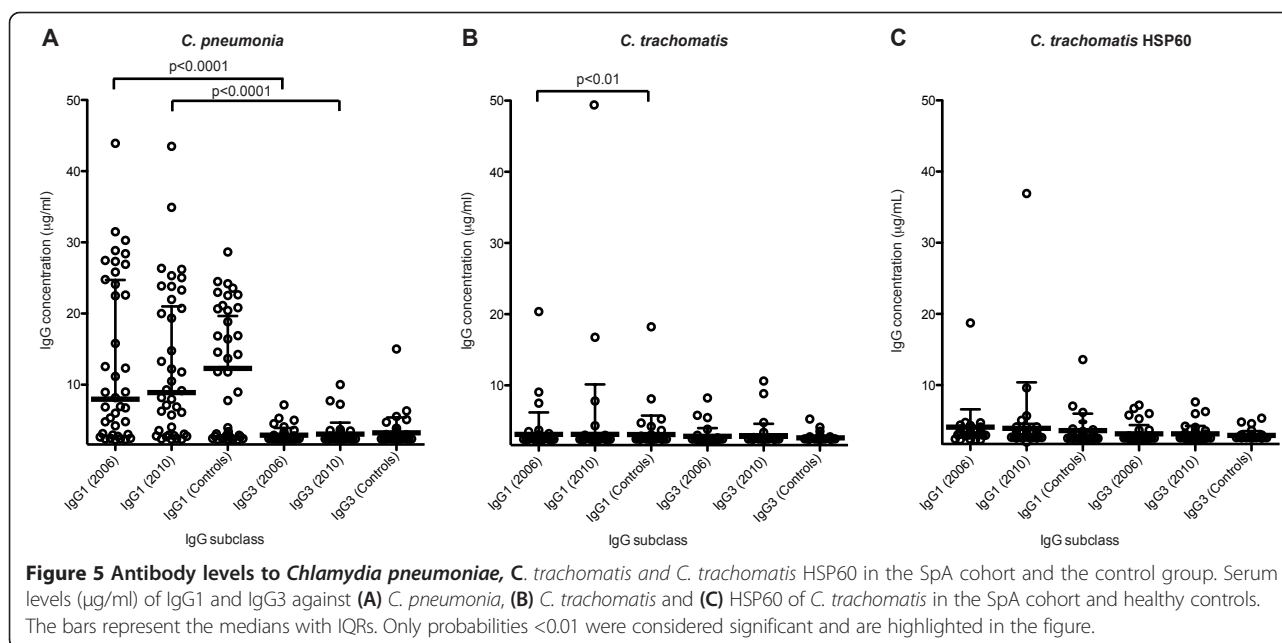 A
C. pneumonia
p<0.0001
p<0.0001
50
40
30
20
10
IgG concentration (µg/ml)
IgG1 (2006)
IgG1 (2010)
IgG1 (Controls)
IgG3 (2006)
IgG3 (2010)
IgG3 (Controls)
IgG subclass
B
C. trachomatis
p<0.01
50
40
30
20
10
IgG concentration (µg/ml)
IgG1 (2006)
IgG1 (2010)
IgG1 (Controls)
IgG3 (2006)
IgG3 (2010)
IgG3 (Controls)
IgG subclass
C
C. trachomatis HSP60
50
40
30
20
10
IgG concentration (µg/mL)
IgG1 (2006)
IgG1 (2010)
IgG1 (Controls)
IgG3 (2006)
IgG3 (2010)
IgG3 (Controls)
IgG subclass
Figure 5 Antibody levels to Chlamydia pneumoniae, C. trachomatis and C. trachomatis HSP60 in the SpA cohort and the control group. Serum
levels (µg/ml) of IgG1 and IgG3 against (A) C. pneumonia, (B) C. trachomatis and (C) HSP60 of C. trachomatis in the SpA cohort and healthy controls.
The bars represent the medians with IQRs. Only probabilities <0.01 were considered significant and are highlighted in the figure.